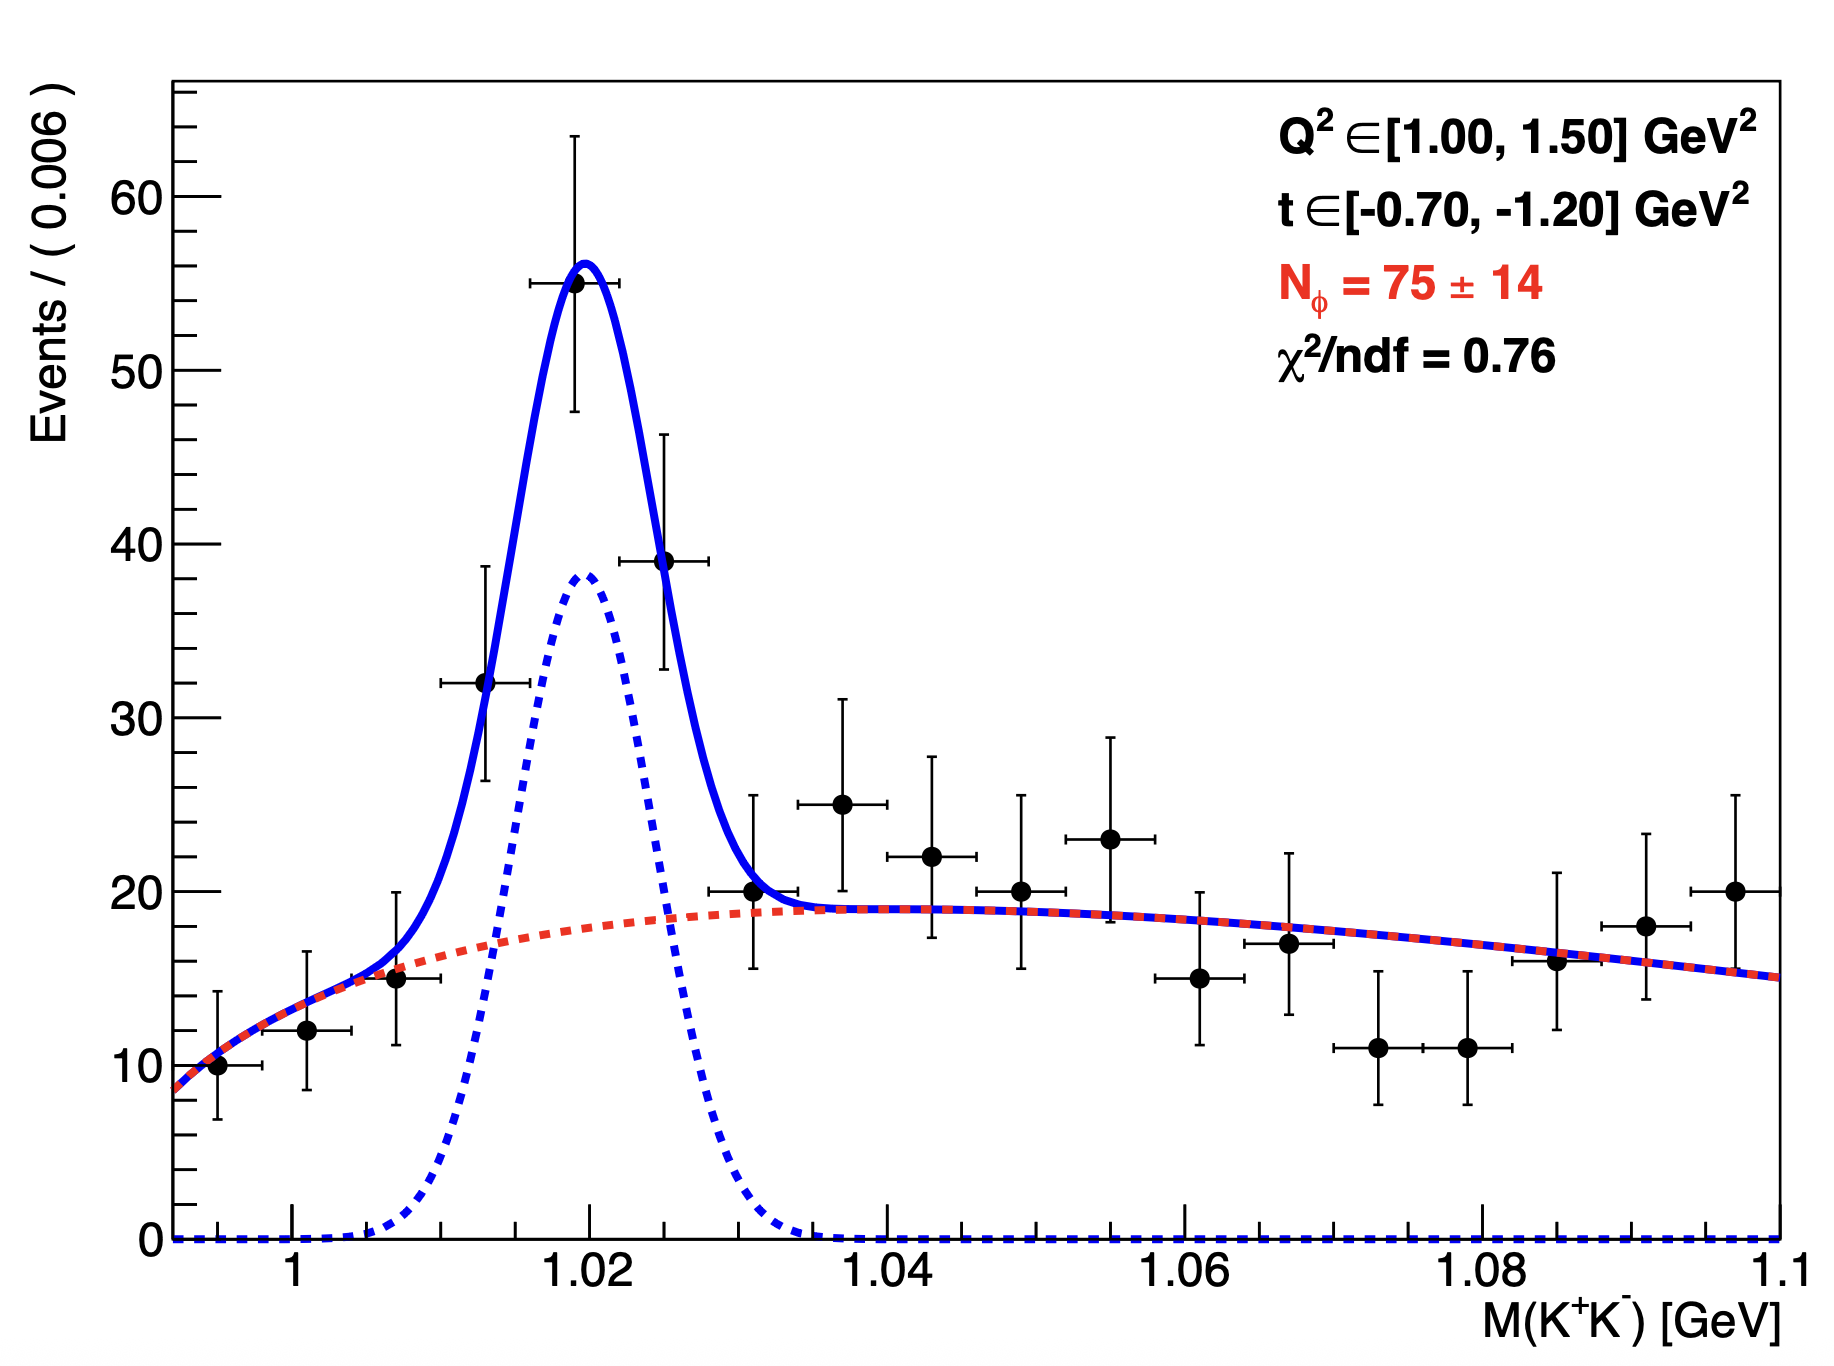 Events / ( 0.006 )
60
50
40
30
20
10
0
Q² ∈[1.00, 1.50] GeV²
t ∈[-0.70, -1.20] GeV²
N_ϕ = 75 ± 14
χ²/ndf = 0.76
1 1.02 1.04 1.06 1.08 1.1
M(K⁺K⁻) [GeV]